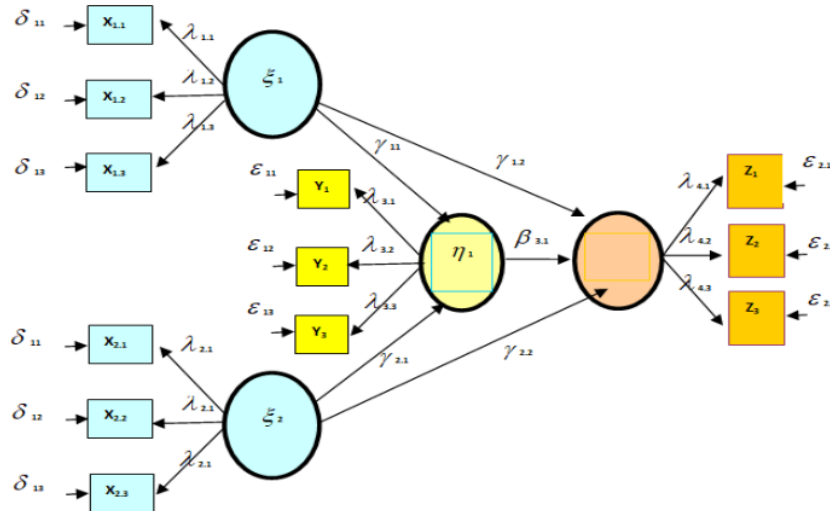 δ 11
X1.1
λ 1.1
δ 12
X1.2
λ 1.2
ξ 1
δ 13
X1.3
λ 1.3
γ 11
γ 1.2
ε 11
Y1
λ 3.1
Z1
ε 2.1
λ 4.1
ε 12
Y2
λ 3.2
η 1
β 3.1
λ 4.2
Z2
ε 2.
ε 13
Y3
λ 3.3
λ 4.3
Z3
ε 2.
δ 11
X2.1
λ 2.1
γ 2.1
γ 2.2
δ 12
X2.2
λ 2.1
ξ 2
δ 13
X2.3
λ 2.1